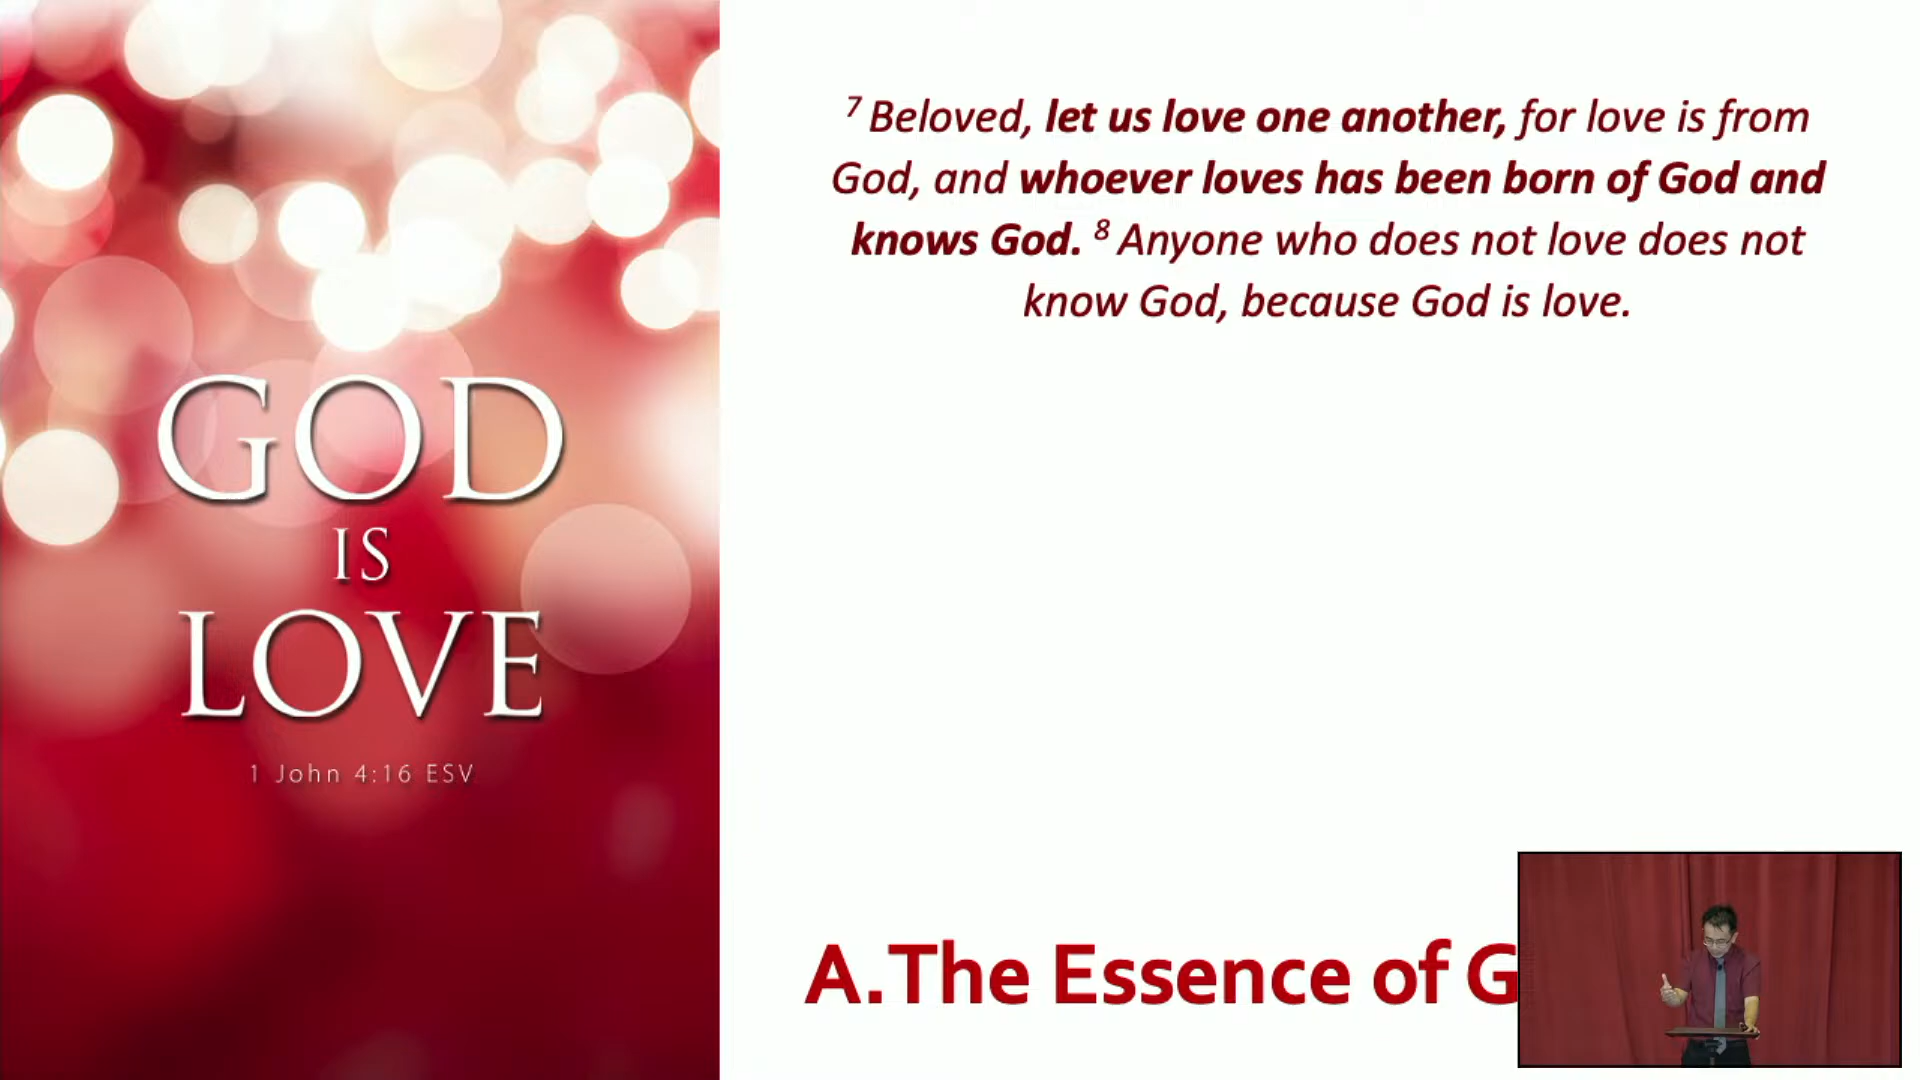 GOD
IS
LOVE
1 John 4:16 ESV
7 Beloved, let us love one another, for love is from
God, and whoever loves has been born of God and
knows God. 8 Anyone who does not love does not
know God, because God is love.
A.The Essence of G